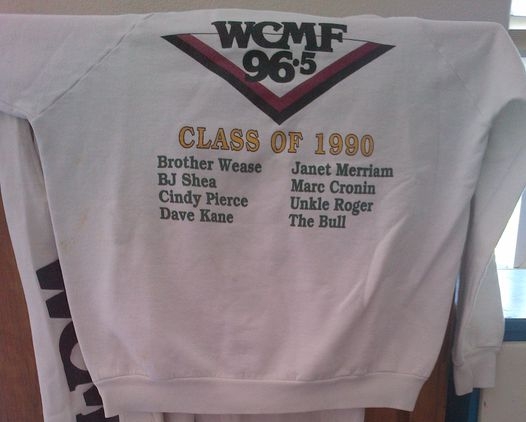 WCMF
96.5
CLASS OF 1990
Brother Wease
BJ Shea
Cindy Pierce
Dave Kane
Janet Merriam
Marc Cronin
Unkle Roger
The Bull